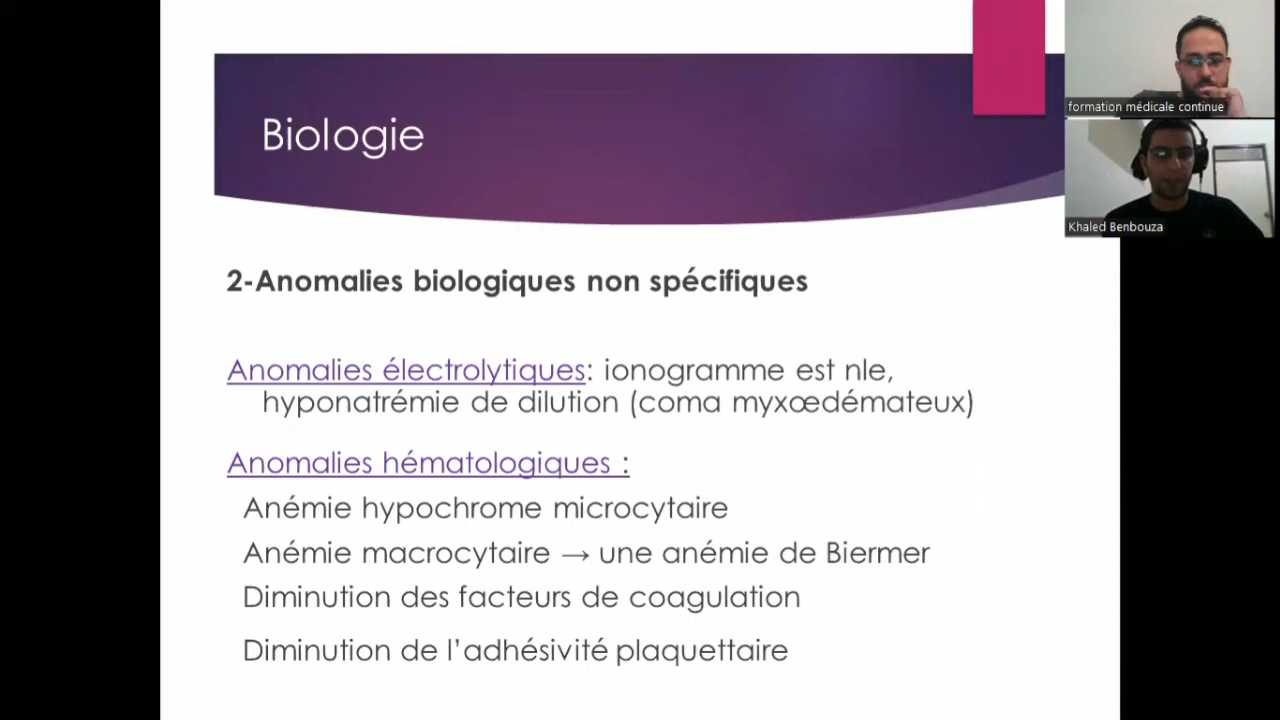 Biologie
formation médicale continue
Khaled Benbouza
2-Anomalies biologiques non spécifiques
Anomalies électrolytiques: ionogramme est nle,
hyponatrémie de dilution (coma myxœdémateux)
Anomalies hématologiques :
Anémie hypochrome microcytaire
Anémie macrocytaire → une anémie de Biermer
Diminution des facteurs de coagulation
Diminution de l’adhésivité plaquettaire